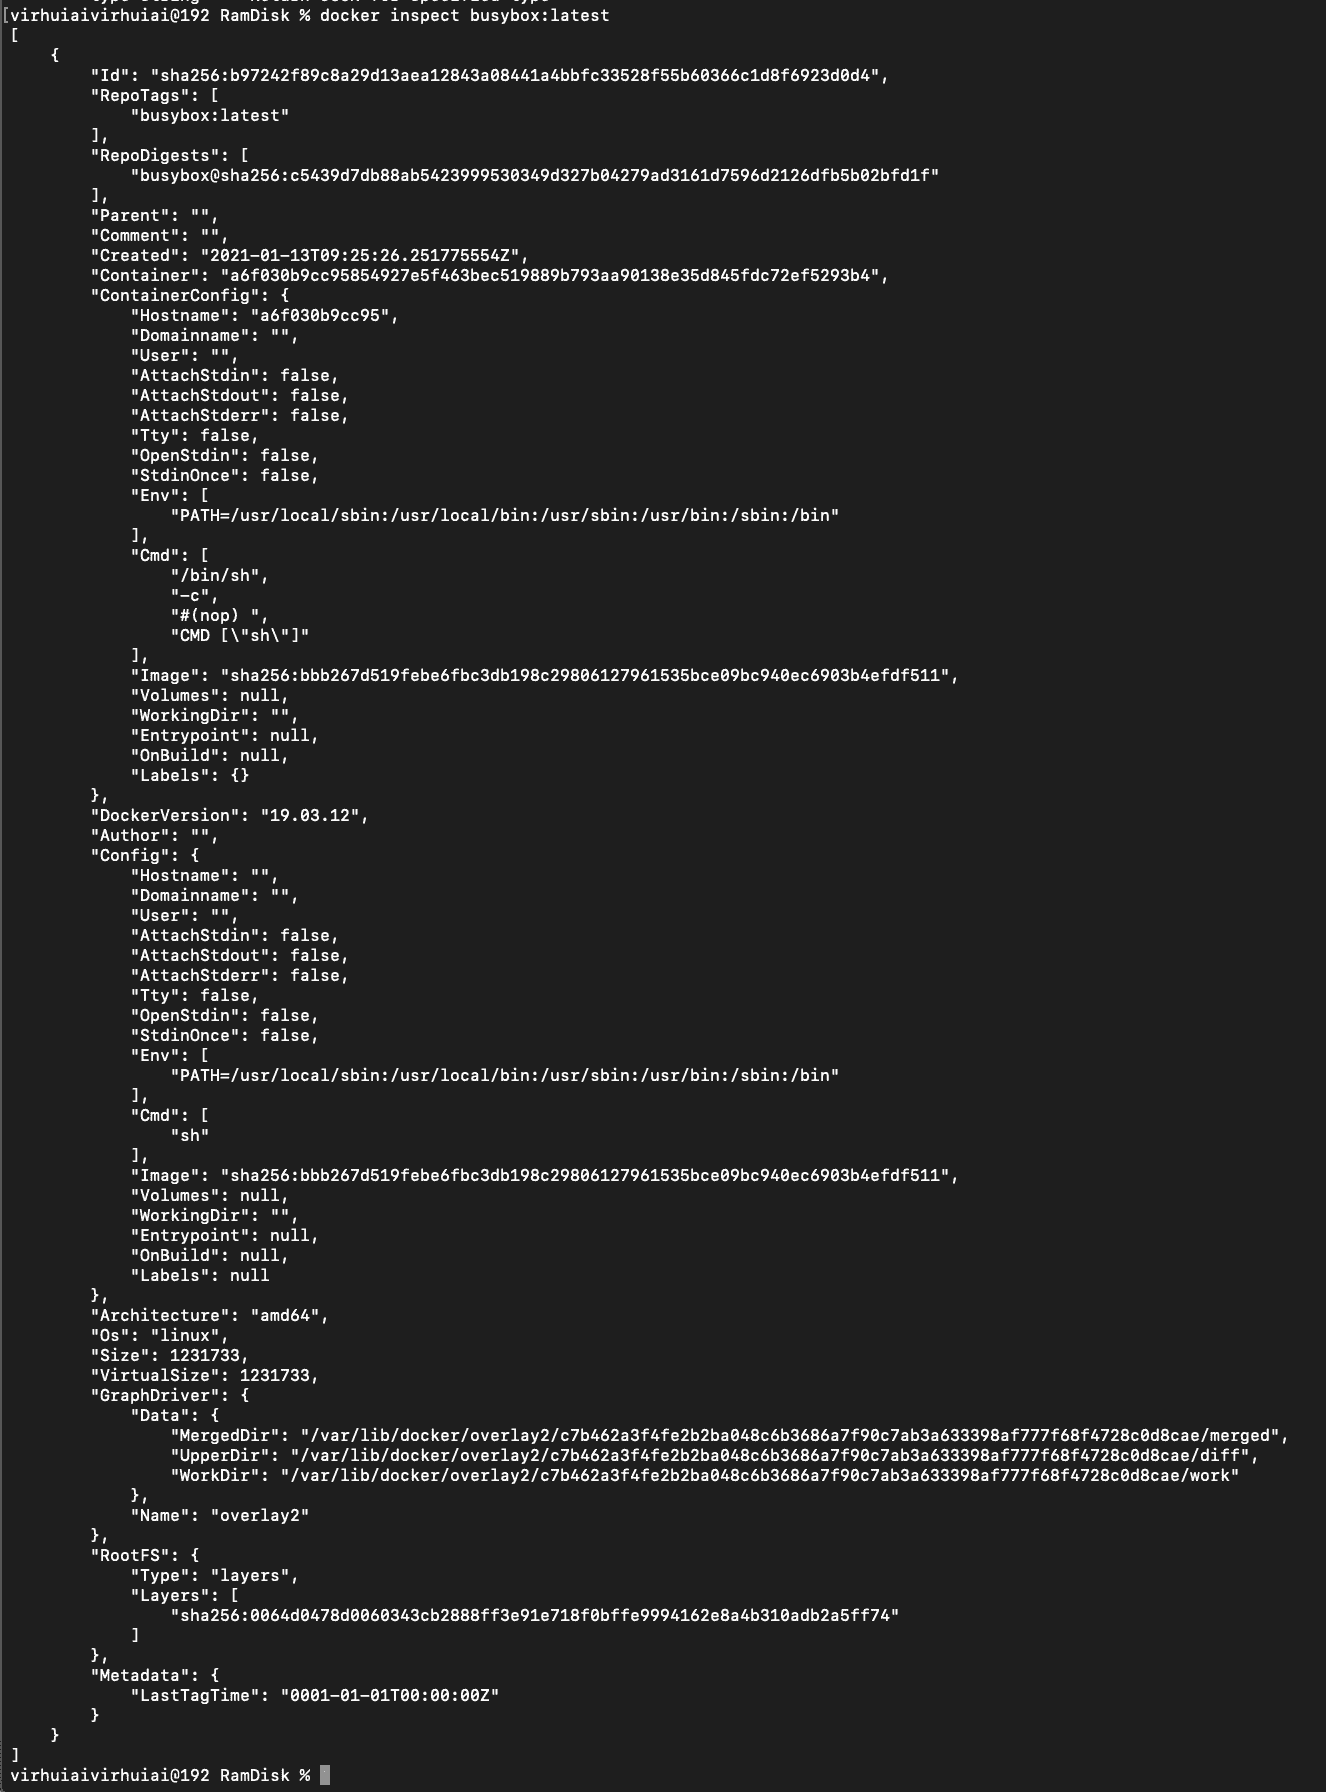 [virhuiaivirhuiai@192 RamDisk % docker inspect busybox:latest
[
    {
        "Id": "sha256:b97242f89c8a29d13aea12843a08441a4bbfc33528f55b60366c1d8f6923d0d4",
        "RepoTags": [
            "busybox:latest"
        ],
        "RepoDigests": [
            "busybox@sha256:c5439d7db88ab5423999530349d327b04279ad3161d7596d2126dfb5b02bfd1f"
        ],
        "Parent": "",
        "Comment": "",
        "Created": "2021-01-13T09:25:26.251775554Z",
        "Container": "a6f030b9cc95854927e5f463bec519889b793aa90138e35d845fdc72ef5293b4",
        "ContainerConfig": {
            "Hostname": "a6f030b9cc95",
            "Domainname": "",
            "User": "",
            "AttachStdin": false,
            "AttachStdout": false,
            "AttachStderr": false,
            "Tty": false,
            "OpenStdin": false,
            "StdinOnce": false,
            "Env": [
                "PATH=/usr/local/sbin:/usr/local/bin:/usr/sbin:/usr/bin:/sbin:/bin"
            ],
            "Cmd": [
                "/bin/sh",
                "-c",
                "#(nop) ",
                "CMD [\"sh\"]"
            ],
            "Image": "sha256:bbb267d519febe6fbc3db198c29806127961535bce09bc940ec6903b4efdf511",
            "Volumes": null,
            "WorkingDir": "",
            "Entrypoint": null,
            "OnBuild": null,
            "Labels": {}
        },
        "DockerVersion": "19.03.12",
        "Author": "",
        "Config": {
            "Hostname": "",
            "Domainname": "",
            "User": "",
            "AttachStdin": false,
            "AttachStdout": false,
            "AttachStderr": false,
            "Tty": false,
            "OpenStdin": false,
            "StdinOnce": false,
            "Env": [
                "PATH=/usr/local/sbin:/usr/local/bin:/usr/sbin:/usr/bin:/sbin:/bin"
            ],
            "Cmd": [
                "sh"
            ],
            "Image": "sha256:bbb267d519febe6fbc3db198c29806127961535bce09bc940ec6903b4efdf511",
            "Volumes": null,
            "WorkingDir": "",
            "Entrypoint": null,
            "OnBuild": null,
            "Labels": null
        },
        "Architecture": "amd64",
        "Os": "linux",
        "Size": 1231733,
        "VirtualSize": 1231733,
        "GraphDriver": {
            "Data": {
                "MergedDir": "/var/lib/docker/overlay2/c7b462a3f4fe2b2ba048c6b3686a7f90c7ab3a633398af777f68f4728c0d8cae/merged",
                "UpperDir": "/var/lib/docker/overlay2/c7b462a3f4fe2b2ba048c6b3686a7f90c7ab3a633398af777f68f4728c0d8cae/diff",
                "WorkDir": "/var/lib/docker/overlay2/c7b462a3f4fe2b2ba048c6b3686a7f90c7ab3a633398af777f68f4728c0d8cae/work"
            },
            "Name": "overlay2"
        },
        "RootFS": {
            "Type": "layers",
            "Layers": [
                "sha256:0064d0478d0060343cb2888ff3e91e718f0bffe9994162e8a4b310adb2a5ff74"
            ]
        },
        "Metadata": {
            "LastTagTime": "0001-01-01T00:00:00Z"
        }
    }
]
virhuiaivirhuiai@192 RamDisk %